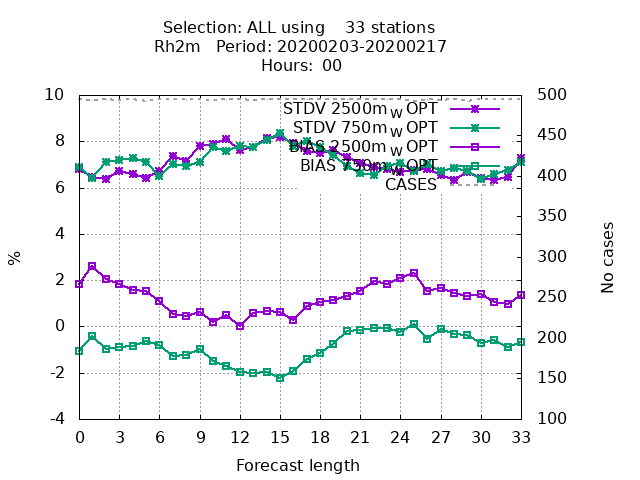 Selection: ALL using    33 stations
Rh2m   Period: 20200203-20200217
Hours: 00
STDV 2500m w OPT
STDV 750m w OPT
BIAS 2500m w OPT
BIAS 750m w OPT
CASES
10
8
6
4
2
0
-2
-4
500
450
400
350
300
250
200
150
100
%
No cases
0 3 6 9 12 15 18 21 24 27 30 33
Forecast length